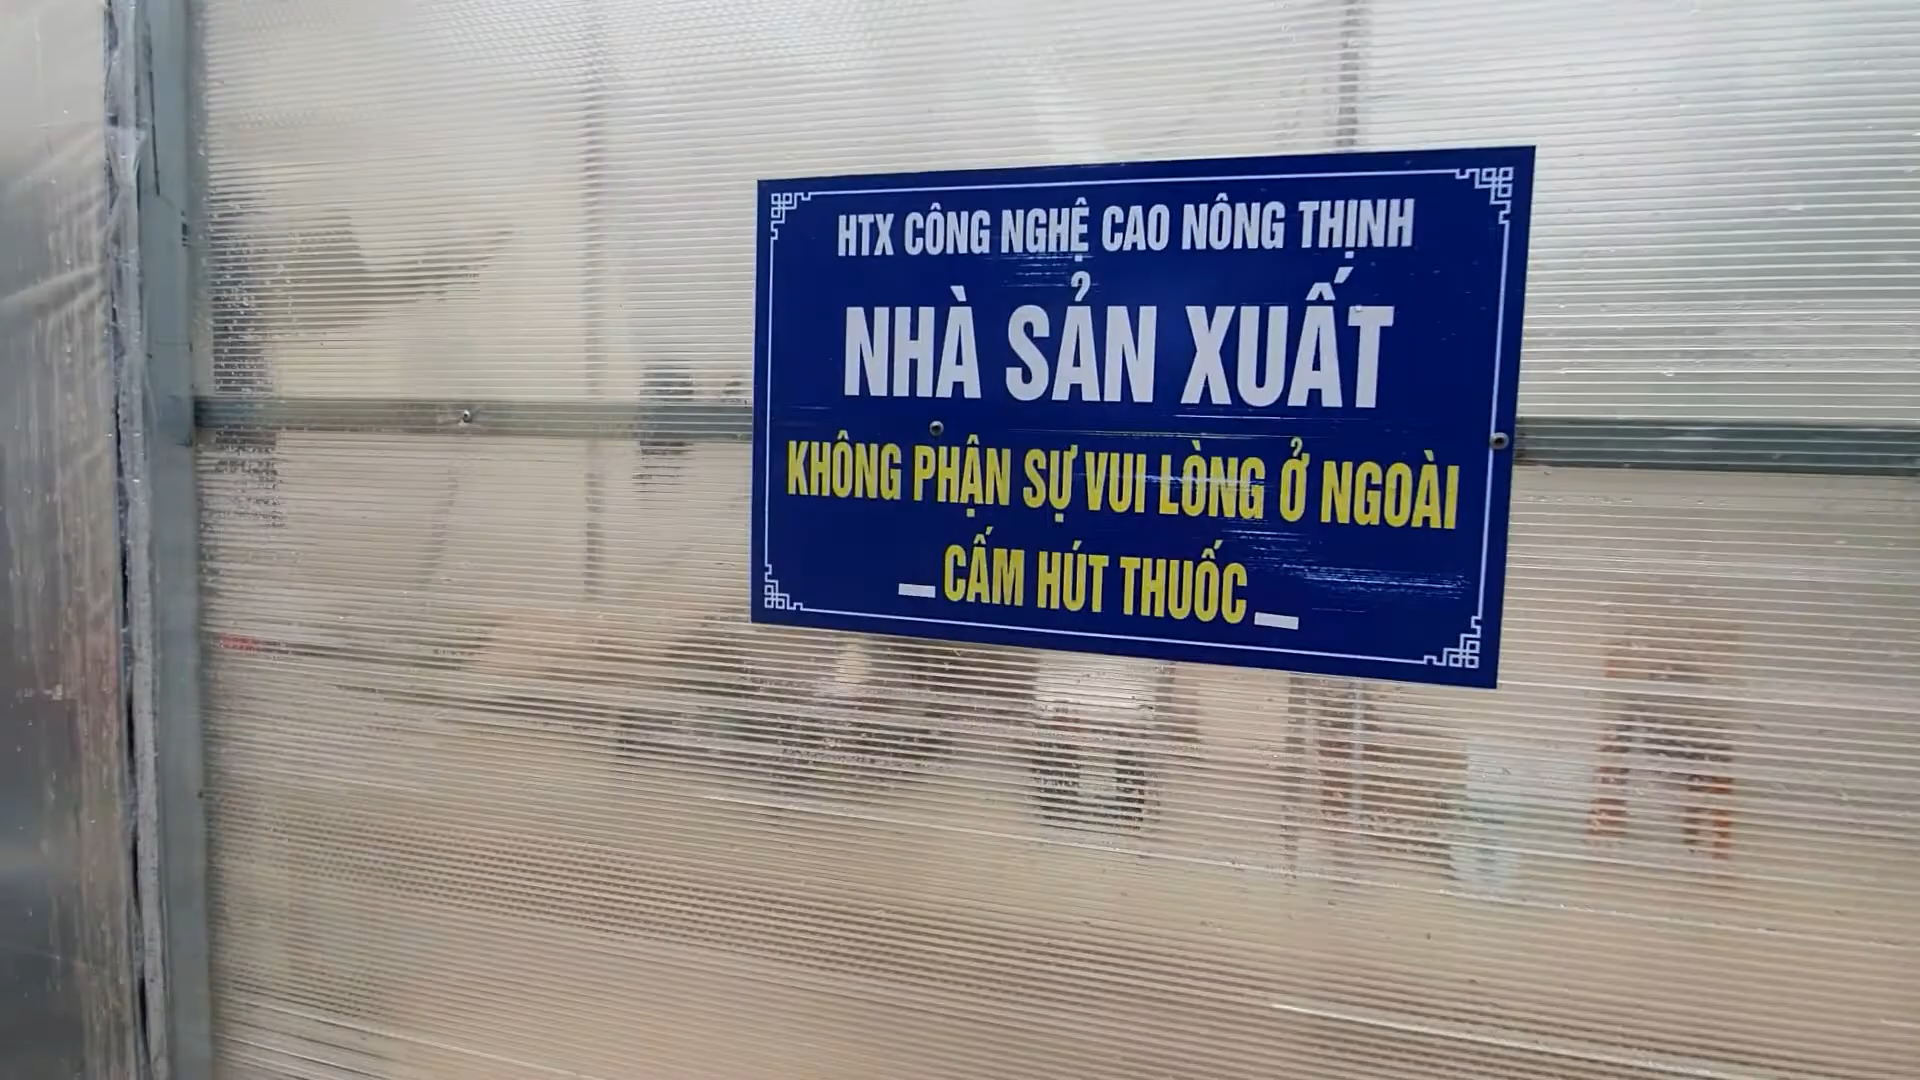 HTX CÔNG NGHỆ CAO NÔNG THỊNH
NHÀ SẢN XUẤT
KHÔNG PHẬN SỰ VUI LÒNG Ở NGOÀI
CẤM HÚT THUỐC